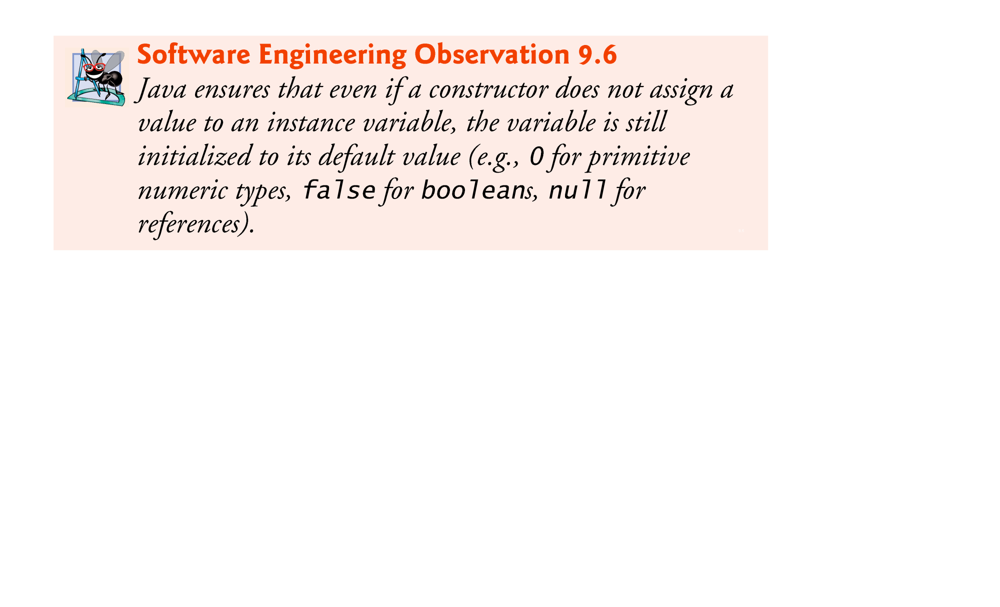 Software Engineering Observation 9.6
Java ensures that even if a constructor does not assign a
value to an instance variable, the variable is still
initialized to its default value (e.g., 0 for primitive
numeric types, false for booleans, null for
references).